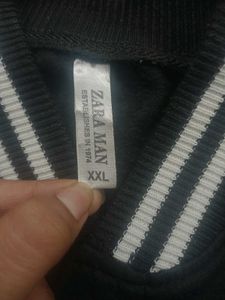 ZARA MAN
ESTABLISHED IN 1974
XXL